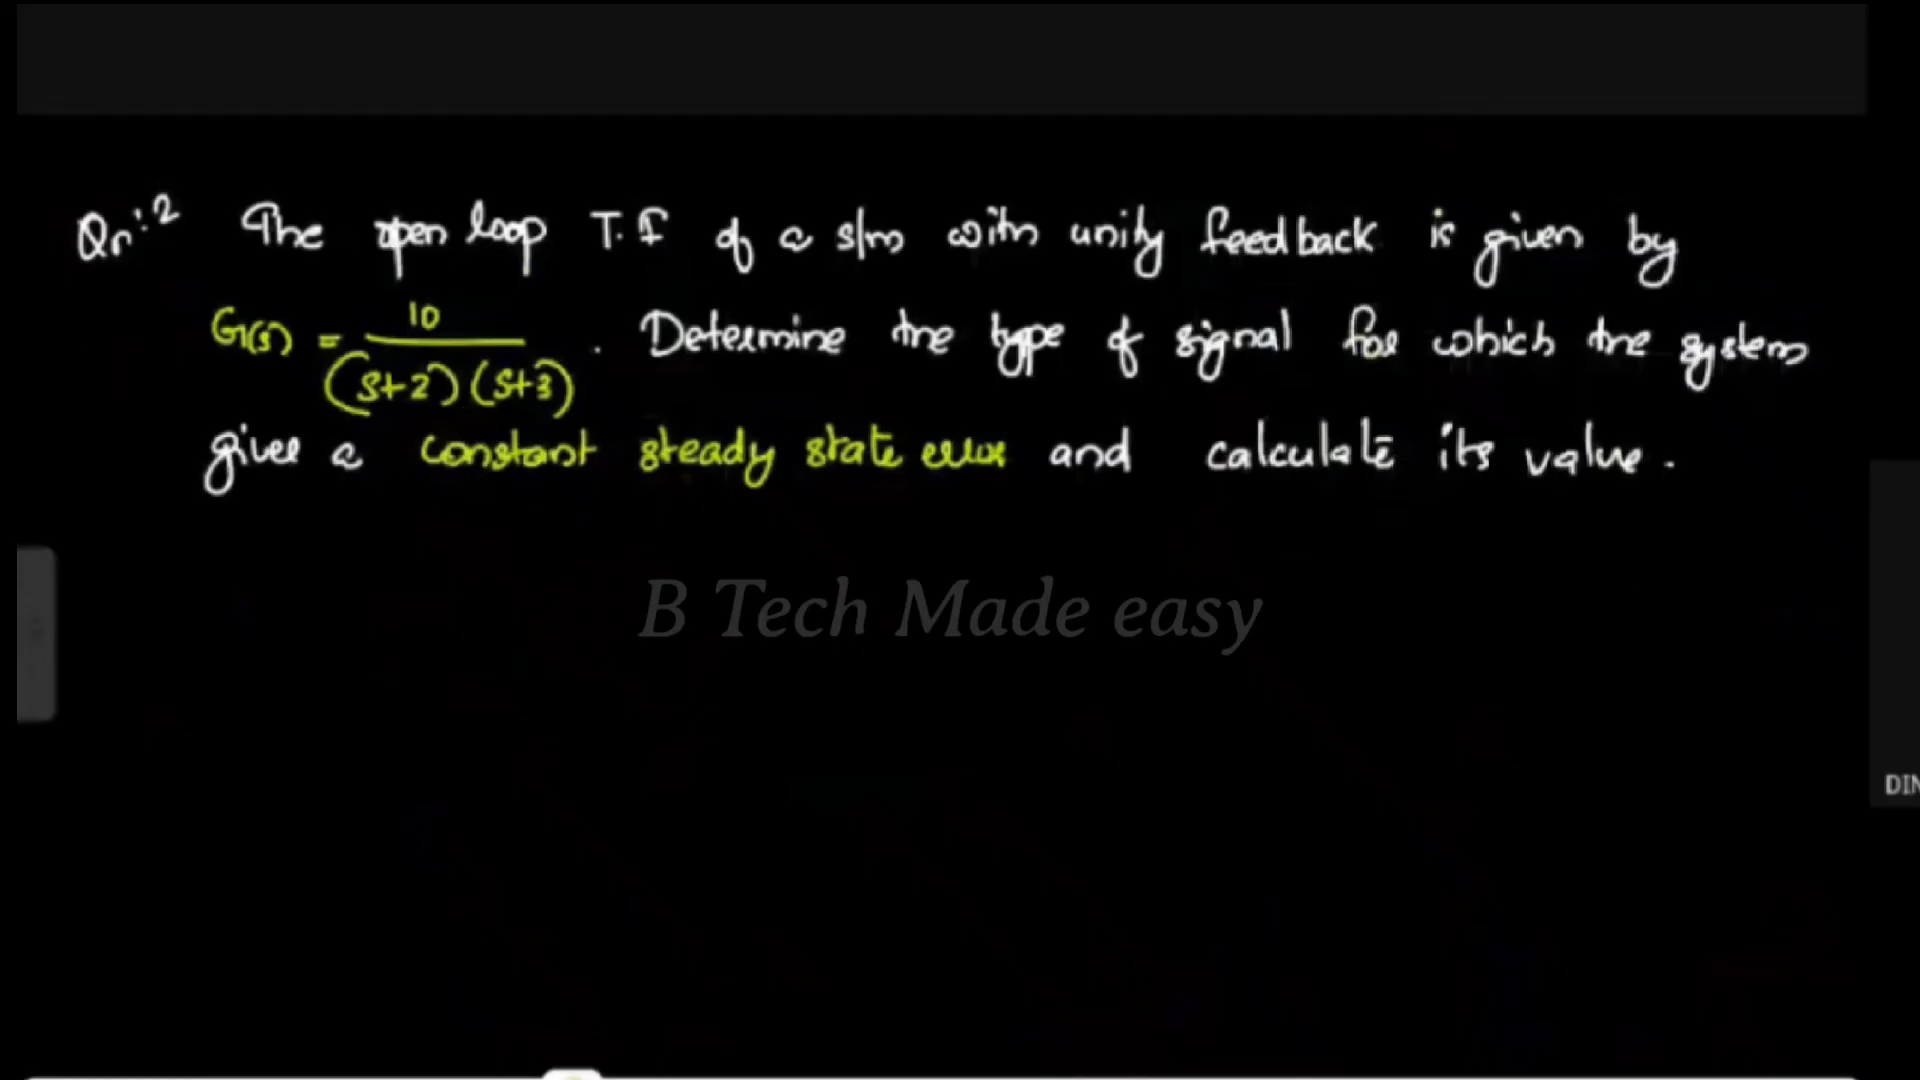 Qn:2 The open loop T.F of a s/m with unity feedback is given by
G(s) = 10 / (s+2)(s+3) . Determine the type of signal for which the system
gives a constant steady state error and calculate its value.
B Tech Made easy
DIN